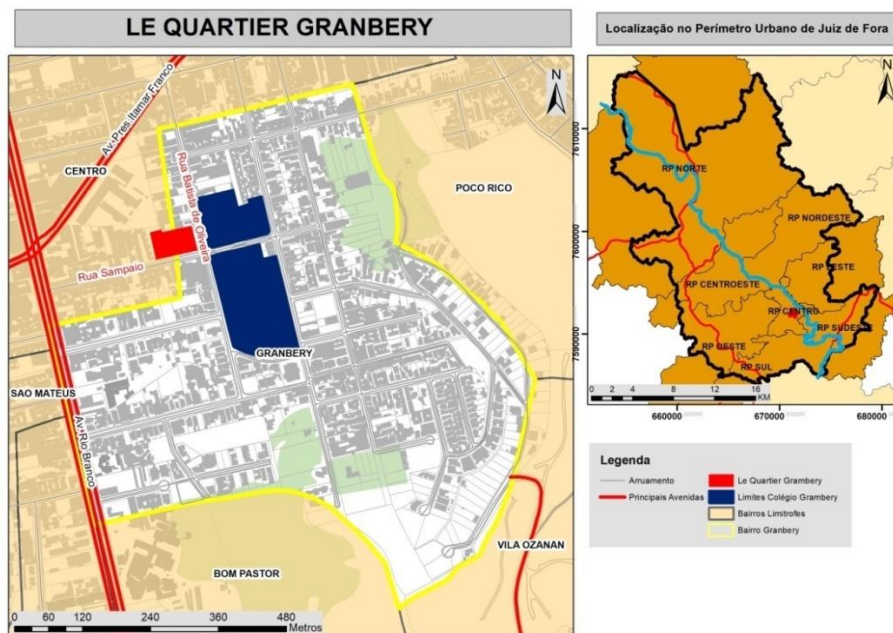 LE QUARTIER GRANBERY
N
Av. Pres Itamar Franco
CENTRO
Rua Batista de Oliveira
POCO RICO
Rua Sampaio
GRANBERY
SAO MATEUS
Av. Rio Branco
BOM PASTOR
VILA OZANAN
0 60 120 240 360 480
Metros
Localização no Perímetro Urbano de Juiz de Fora
N
7610000
7600000
7590000
RP NORTE
RP NORDESTE
RP LESTE
RP CENTROESTE
RP CENTRO
RP SUDESTE
RP OESTE
RP SUL
0 2 4 8 12 16
KM
660000 670000 680000
Legenda
Arruamento
Principais Avenidas
Le Quartier Grambery
Limites Colégio Grambery
Bairros Limítrofes
Bairro Granbery